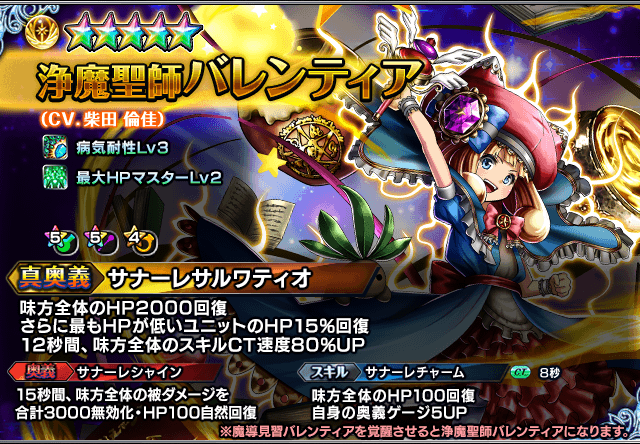 浄魔聖師バレンティア
(CV.柴田 倫佳)
病気耐性Lv3
最大HPマスターLv2
5 5 4
真奥義 サナーレサルワティオ
味方全体のHP2000回復
さらに最もHPが低いユニットのHP15%回復
12秒間、味方全体のスキルCT速度80%UP
奥義 サナーレシャイン
15秒間、味方全体の被ダメージを
合計3000無効化・HP100自然回復
スキル サナーレチャーム CT 8秒
味方全体のHP100回復
自身の奥義ゲージ5UP
※魔導見習バレンティアを覚醒させると浄魔聖師バレンティアになります。